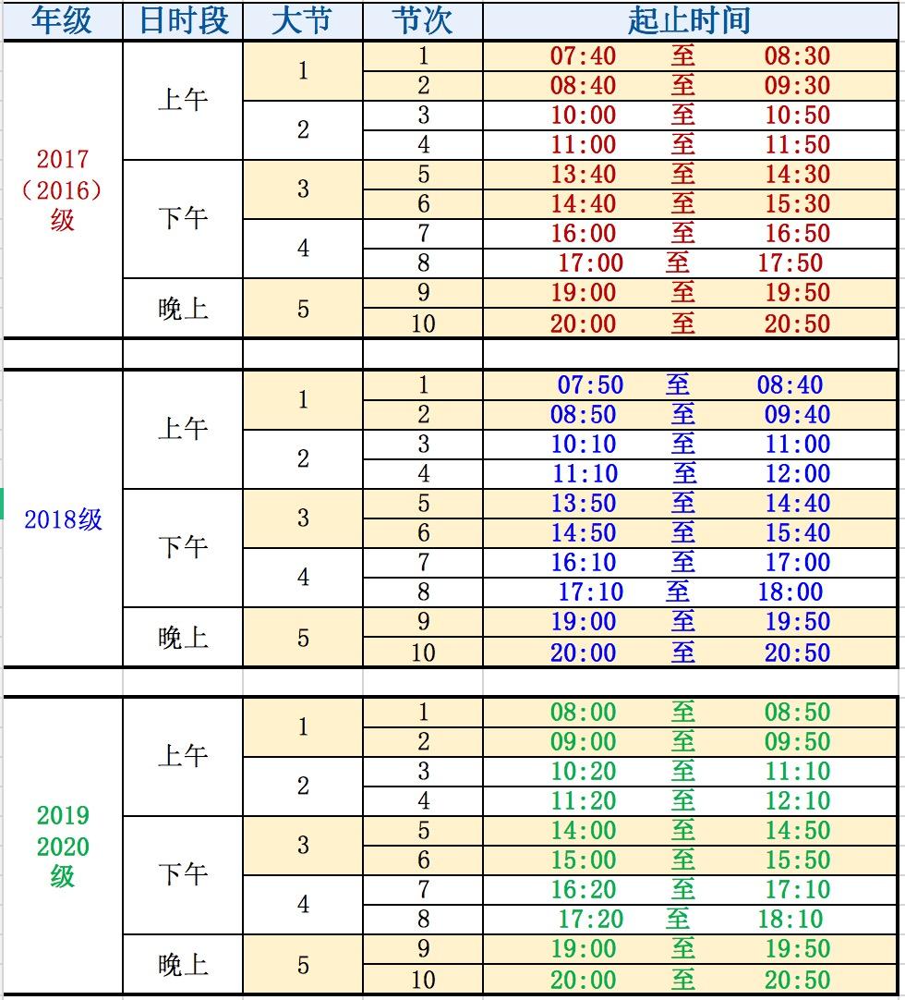 年级 日时段 大节 节次 起止时间
2017
（2016）
级
上午 1 1 07:40 至 08:30
2 08:40 至 09:30
2 3 10:00 至 10:50
4 11:00 至 11:50
下午 3 5 13:40 至 14:30
6 14:40 至 15:30
4 7 16:00 至 16:50
8 17:00 至 17:50
晚上 5 9 19:00 至 19:50
10 20:00 至 20:50
2018级
上午 1 1 07:50 至 08:40
2 08:50 至 09:40
2 3 10:10 至 11:00
4 11:10 至 12:00
下午 3 5 13:50 至 14:40
6 14:50 至 15:40
4 7 16:10 至 17:00
8 17:10 至 18:00
晚上 5 9 19:00 至 19:50
10 20:00 至 20:50
2019
2020
级
上午 1 1 08:00 至 08:50
2 09:00 至 09:50
2 3 10:20 至 11:10
4 11:20 至 12:10
下午 3 5 14:00 至 14:50
6 15:00 至 15:50
4 7 16:20 至 17:10
8 17:20 至 18:10
晚上 5 9 19:00 至 19:50
10 20:00 至 20:50